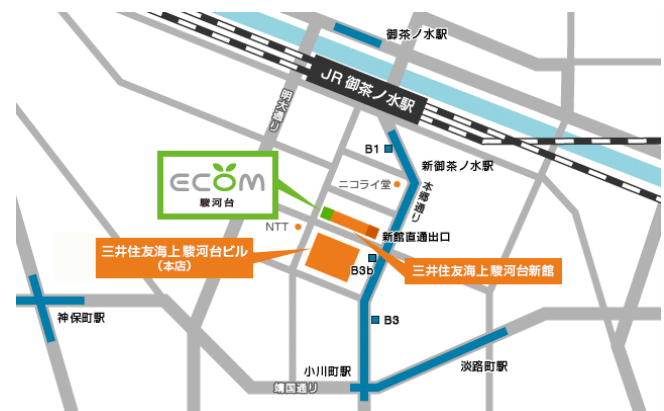 御茶ノ水駅
JR 御茶ノ水駅
明大通り
B1
新御茶ノ水駅
ECOM
駿河台
ニコライ堂
本郷通り
NTT
新館直通出口
三井住友海上 駿河台ビル
（本店）
B3b
三井住友海上 駿河台新館
神保町駅
B3
小川町駅
淡路町駅
靖国通り